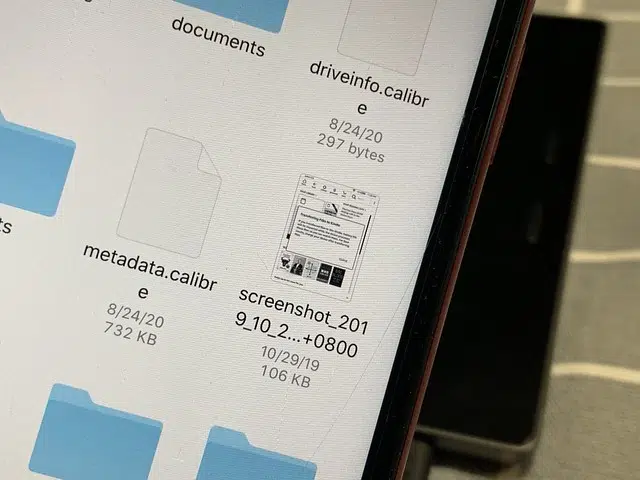 documents
driveinfo.calibr
e
8/24/20
297 bytes
ts
metadata.calibr
e
8/24/20
732 KB
screenshot_201
9_10_2...+0800
10/29/19
106 KB